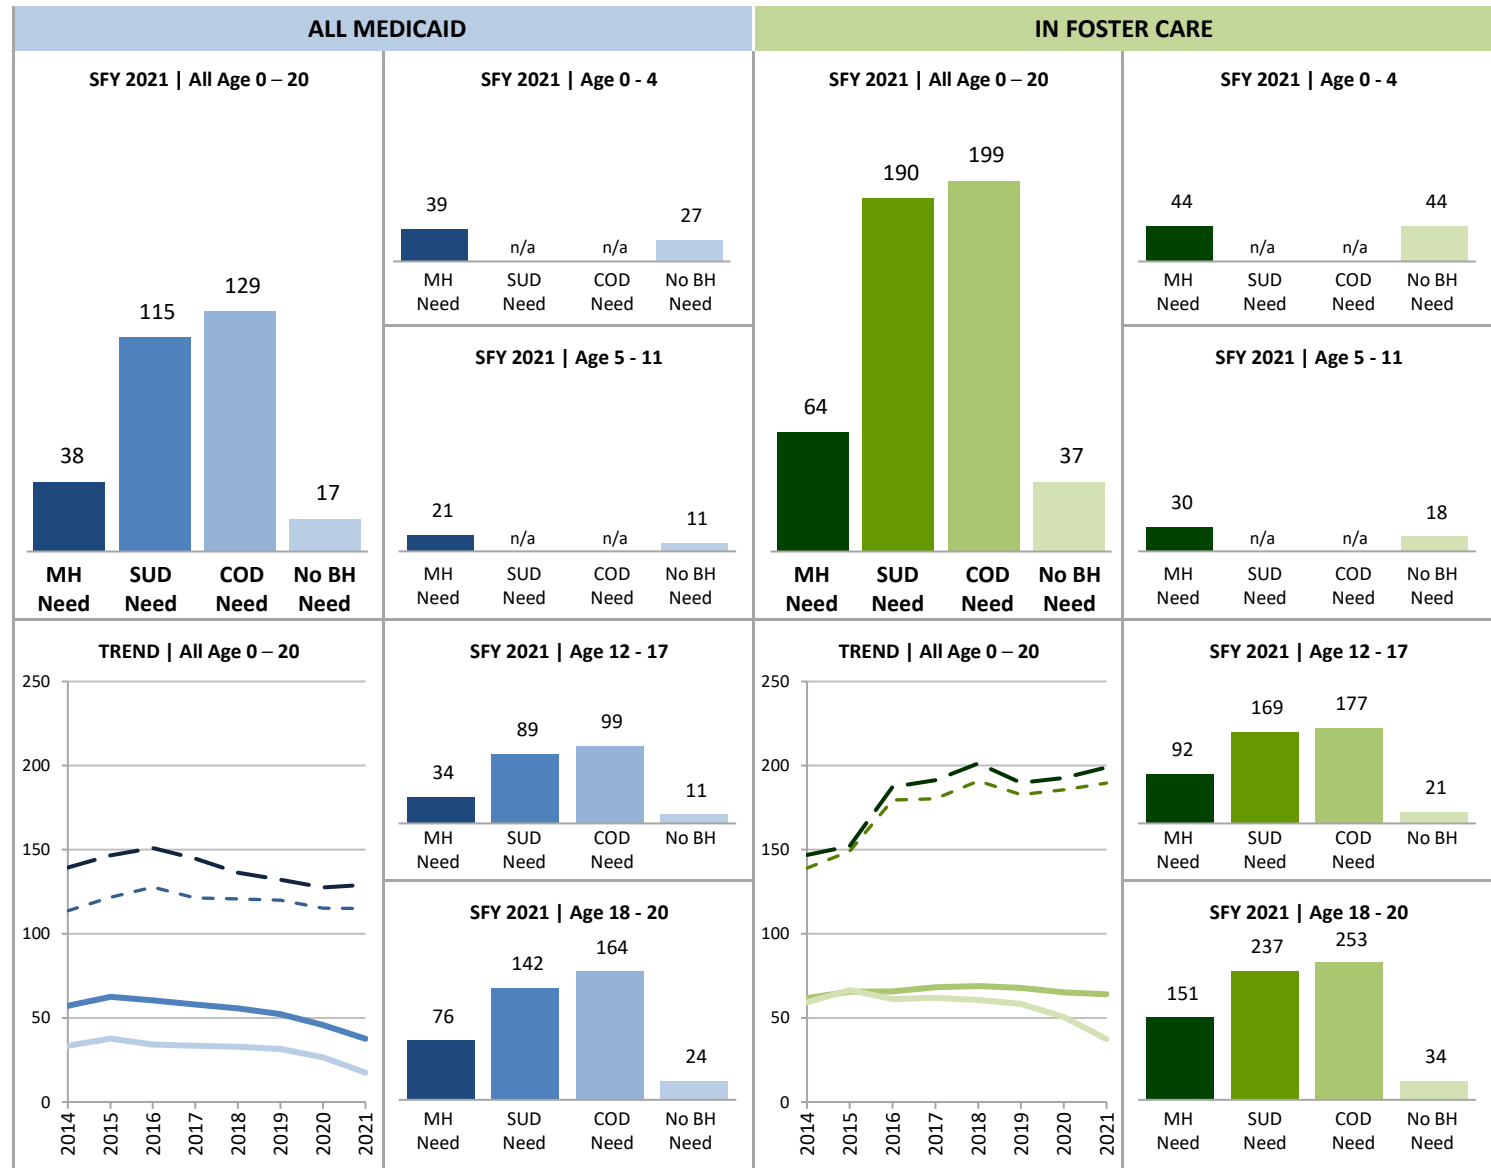 ALL MEDICAID
IN FOSTER CARE
SFY 2021 | All Age 0 – 20
38
115
129
17
MH Need
SUD Need
COD Need
No BH Need
SFY 2021 | Age 0 - 4
39
n/a
n/a
27
MH Need
SUD Need
COD Need
No BH Need
SFY 2021 | Age 5 - 11
21
n/a
n/a
11
MH Need
SUD Need
COD Need
No BH Need
SFY 2021 | All Age 0 – 20
64
190
199
37
MH Need
SUD Need
COD Need
No BH Need
SFY 2021 | Age 0 - 4
44
n/a
n/a
44
MH Need
SUD Need
COD Need
No BH Need
SFY 2021 | Age 5 - 11
30
n/a
n/a
18
MH Need
SUD Need
COD Need
No BH Need
TREND | All Age 0 – 20
250
200
150
100
50
0
2014
2015
2016
2017
2018
2019
2020
2021
SFY 2021 | Age 12 - 17
34
89
99
11
MH Need
SUD Need
COD Need
No BH
SFY 2021 | Age 18 - 20
76
142
164
24
MH Need
SUD Need
COD Need
No BH Need
TREND | All Age 0 – 20
250
200
150
100
50
0
2014
2015
2016
2017
2018
2019
2020
2021
SFY 2021 | Age 12 - 17
92
169
177
21
MH Need
SUD Need
COD Need
No BH
SFY 2021 | Age 18 - 20
151
237
253
34
MH Need
SUD Need
COD Need
No BH Need